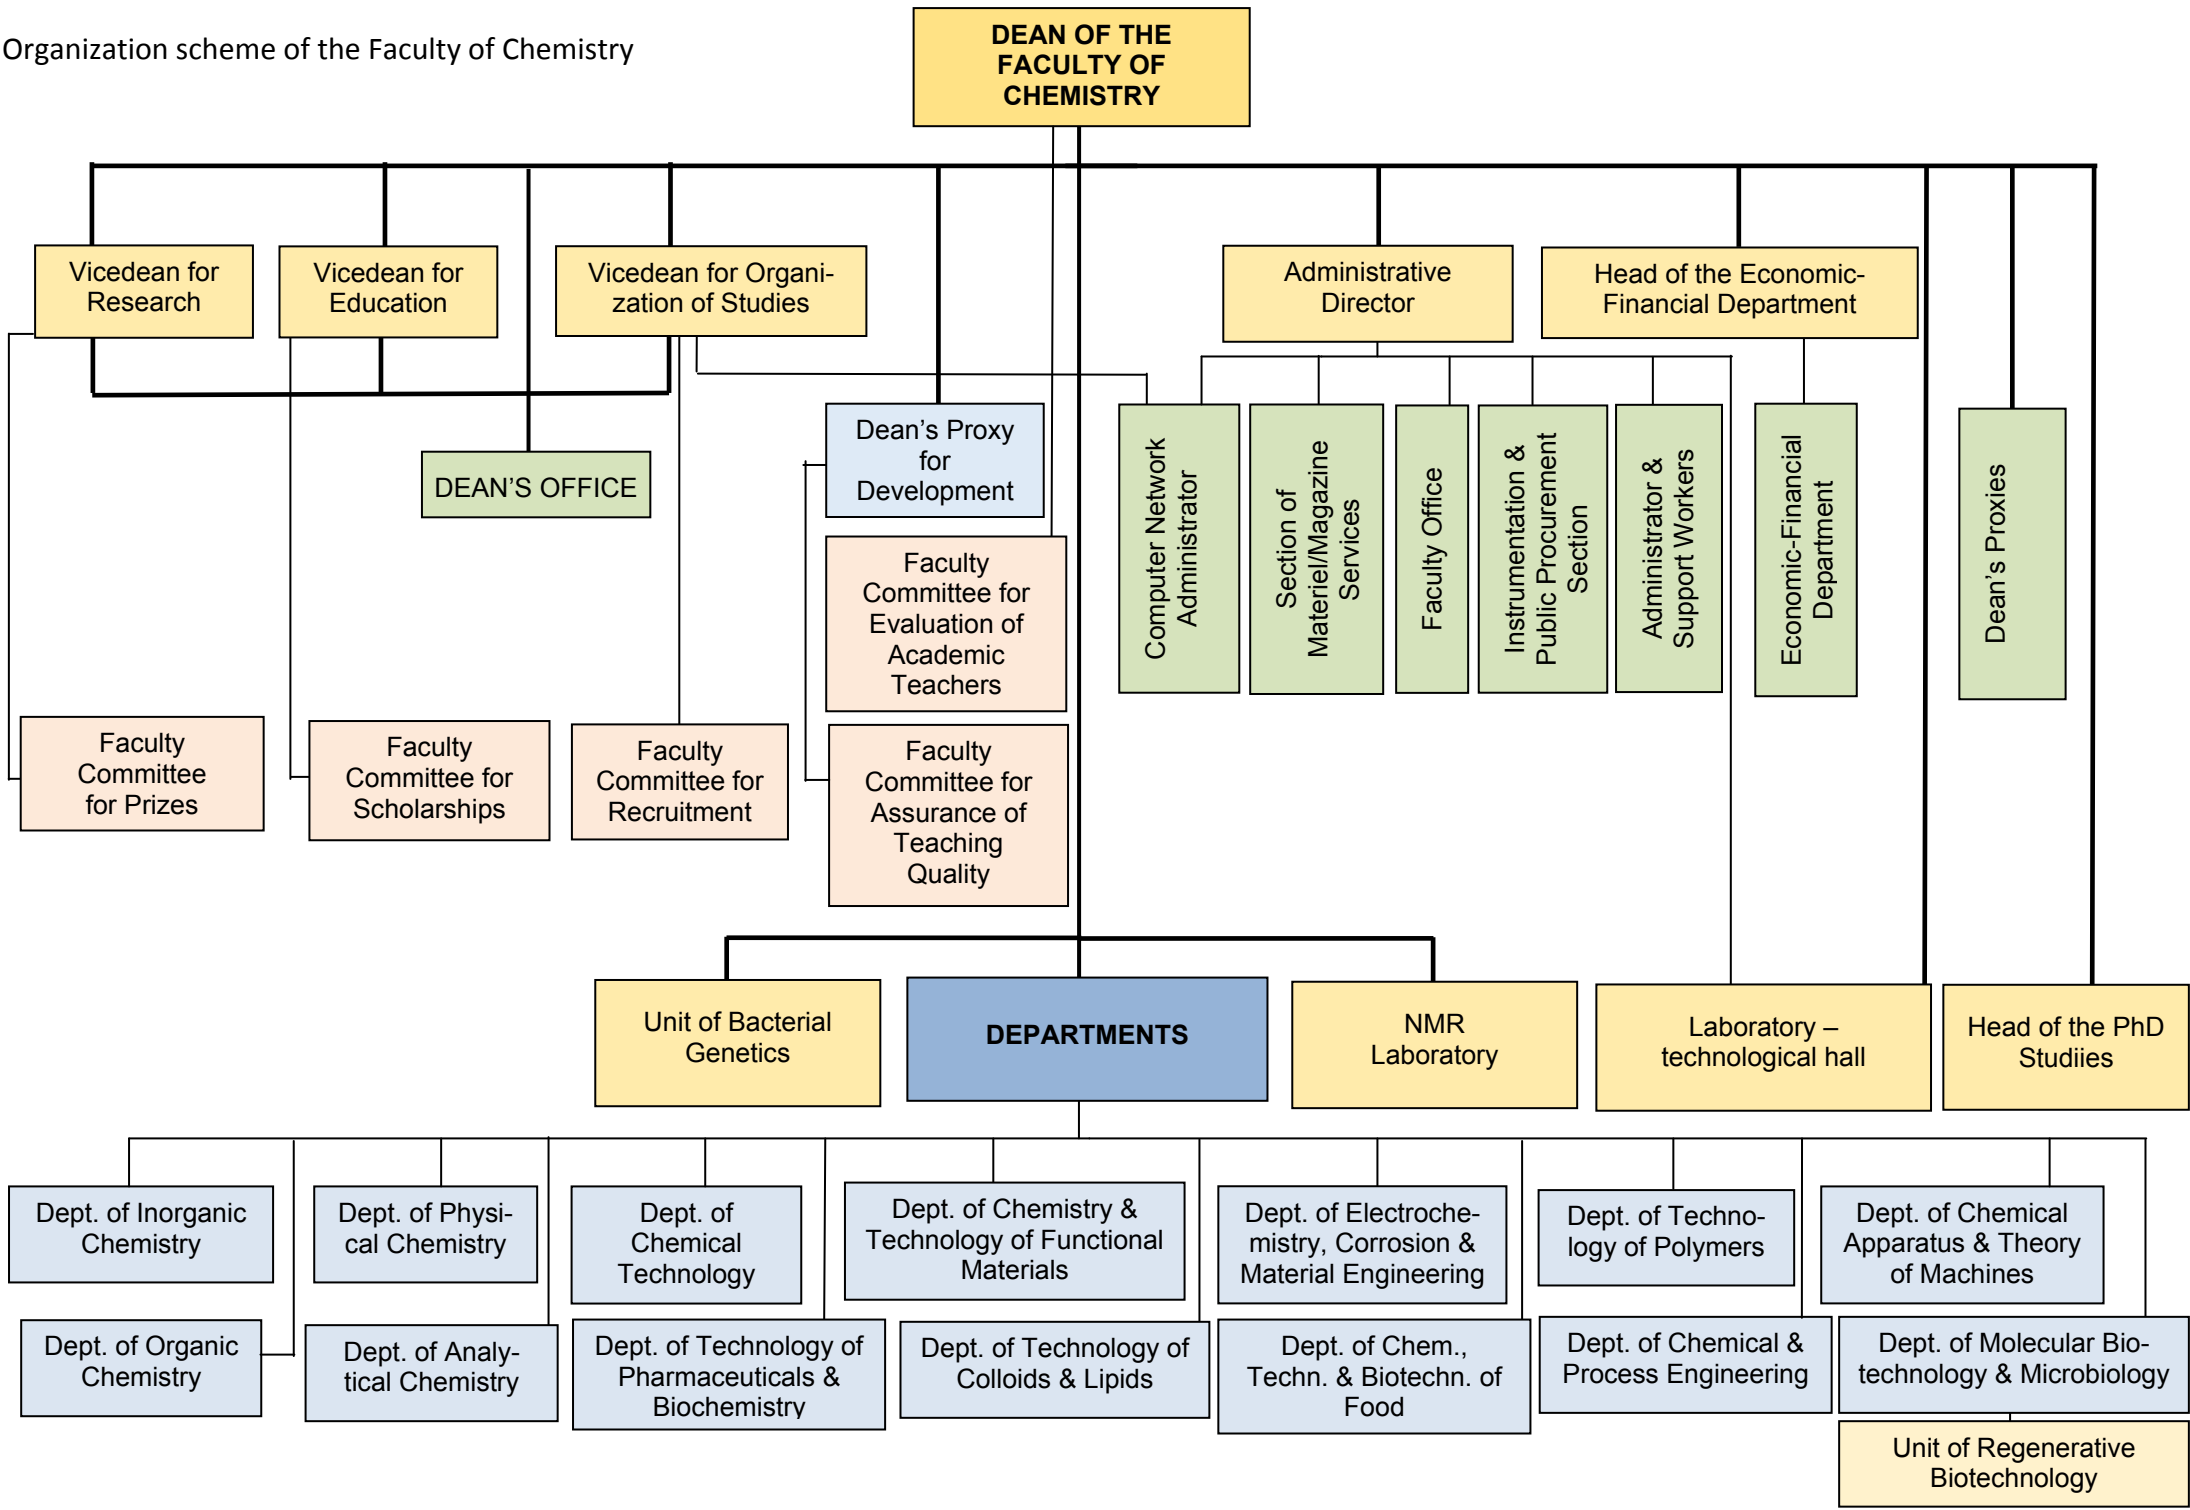 Organization scheme of the Faculty of Chemistry
DEAN OF THE
FACULTY OF
CHEMISTRY
Vicedean for
Research
Vicedean for
Education
Vicedean for Organi-
zation of Studies
Administrative
Director
Head of the Economic-
Financial Department
DEAN'S OFFICE
Dean's Proxy
for
Development
Faculty
Committee for
Evaluation of
Academic
Teachers
Computer Network
Administrator
Section of
Materiel/Magazine
Services
Faculty Office
Instrumentation &
Public Procurement
Section
Administrator &
Support Workers
Economic-Financial
Department
Dean's Proxies
Faculty
Committee
for Prizes
Faculty
Committee for
Scholarships
Faculty
Committee for
Recruitment
Faculty
Committee for
Assurance of
Teaching
Quality
Unit of Bacterial
Genetics
DEPARTMENTS
NMR
Laboratory
Laboratory –
technological hall
Head of the PhD
Studiies
Dept. of Inorganic
Chemistry
Dept. of Physi-
cal Chemistry
Dept. of
Chemical
Technology
Dept. of Chemistry &
Technology of Functional
Materials
Dept. of Electroche-
mistry, Corrosion &
Material Engineering
Dept. of Techno-
logy of Polymers
Dept. of Chemical
Apparatus & Theory
of Machines
Dept. of Organic
Chemistry
Dept. of Analy-
tical Chemistry
Dept. of Technology of
Pharmaceuticals &
Biochemistry
Dept. of Technology of
Colloids & Lipids
Dept. of Chem.,
Techn. & Biotechn. of
Food
Dept. of Chemical &
Process Engineering
Dept. of Molecular Bio-
technology & Microbiology
Unit of Regenerative
Biotechnology